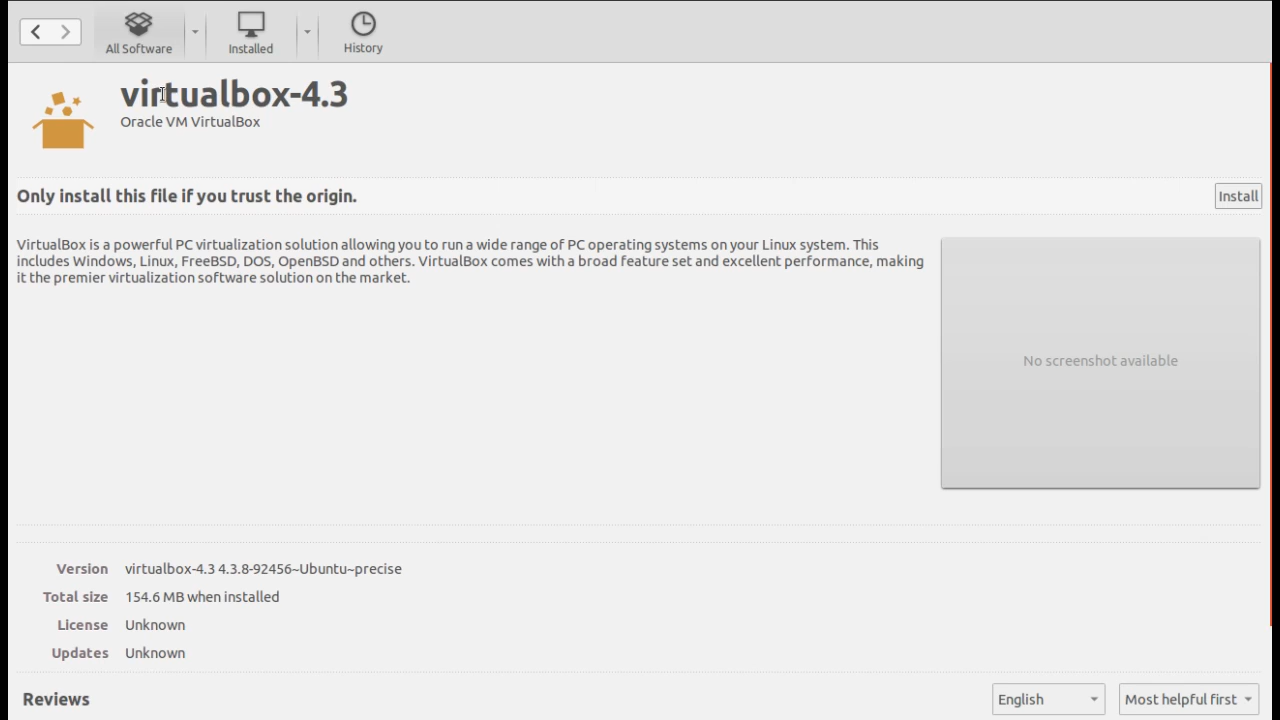 All Software
Installed
History
virtualbox-4.3
Oracle VM VirtualBox
Only install this file if you trust the origin.
Install
VirtualBox is a powerful PC virtualization solution allowing you to run a wide range of PC operating systems on your Linux system. This
includes Windows, Linux, FreeBSD, DOS, OpenBSD and others. VirtualBox comes with a broad feature set and excellent performance, making
it the premier virtualization software solution on the market.
No screenshot available
Version virtualbox-4.3 4.3.8-92456~Ubuntu~precise
Total size 154.6 MB when installed
License Unknown
Updates Unknown
Reviews
English
Most helpful first